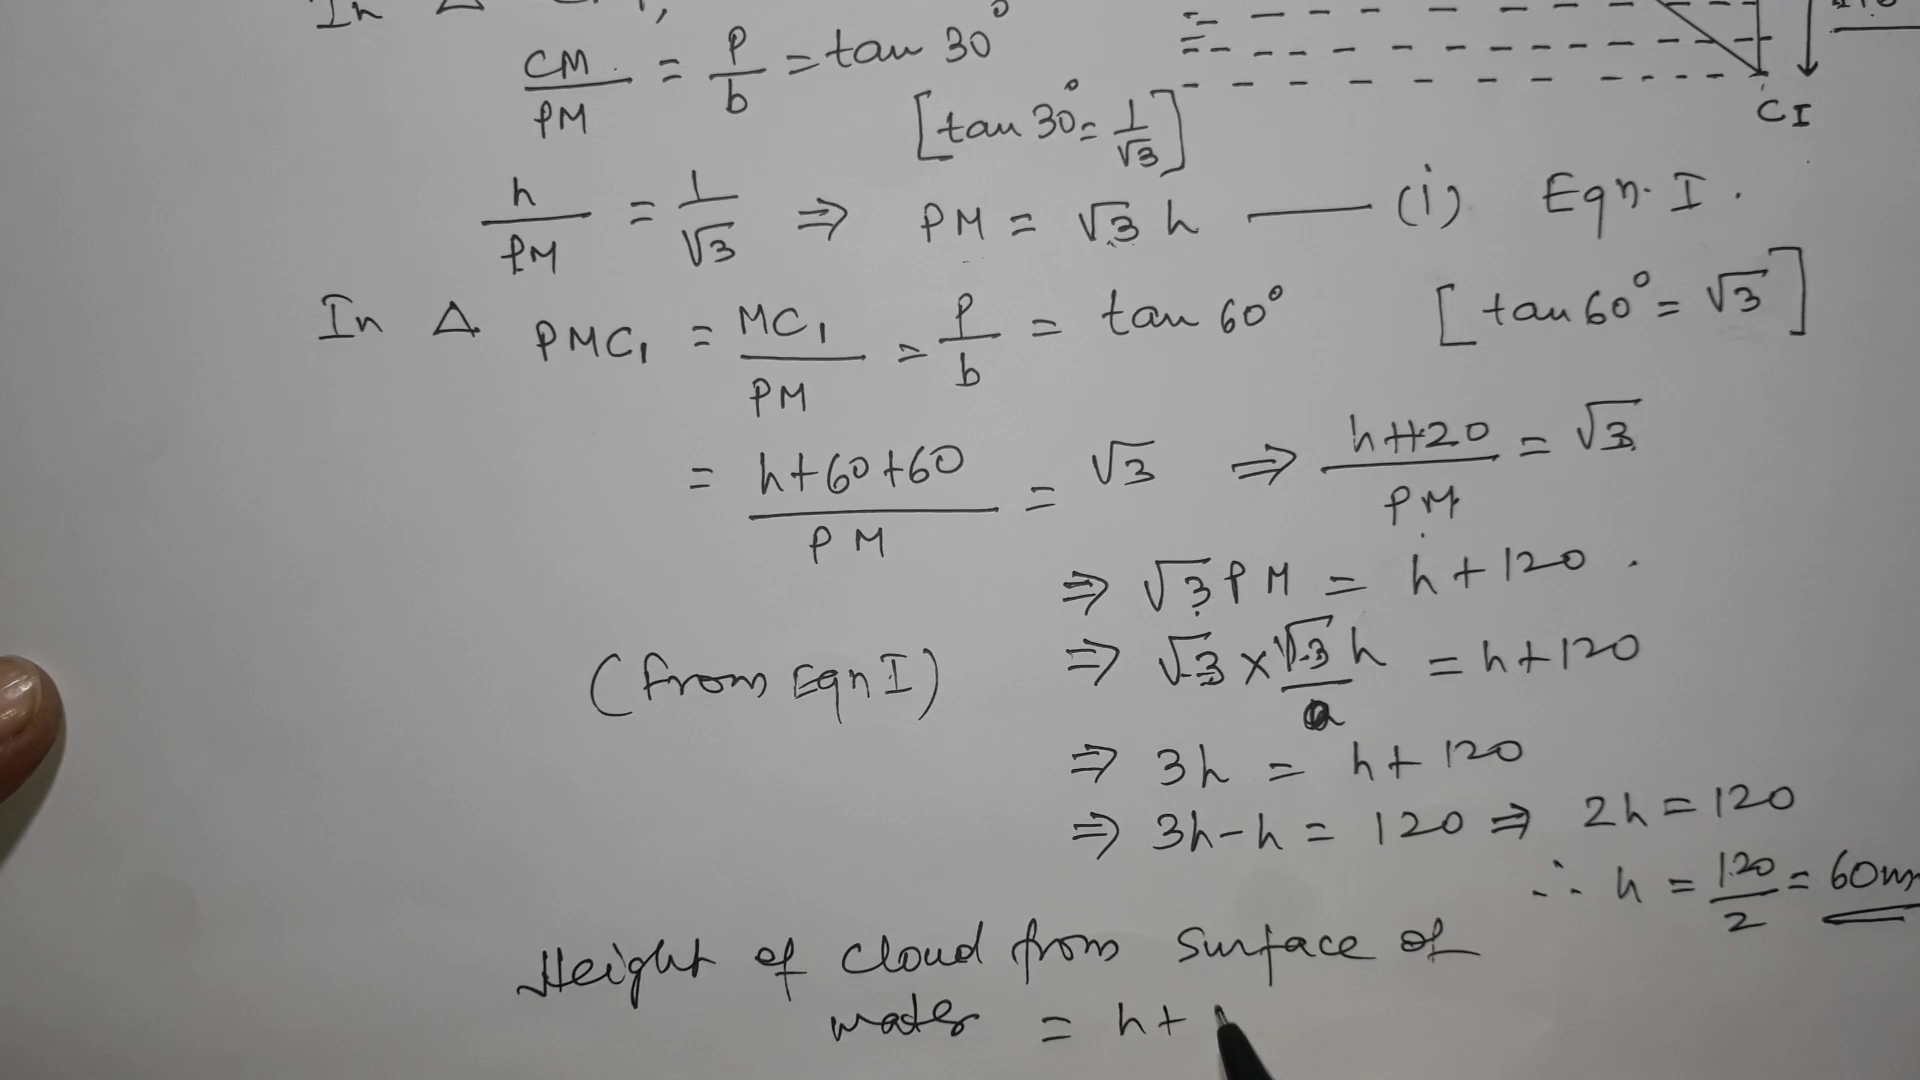 In Δ
CM/PM = P/b = tan 30°
[tan 30° = 1/√3]
C I
h/PM = 1/√3 ⇒ PM = √3 h —— (i) Eqn. I.
In Δ PMC₁ = MC₁/PM = P/b = tan 60° [tan 60° = √3]
= h+60+60/PM = √3 ⇒ h+120/PM = √3
⇒ √3 PM = h+120.
(from Eqn I) ⇒ √3 × √3 h = h+120
⇒ 3h = h+120
⇒ 3h-h = 120 ⇒ 2h = 120
∴ h = 120/2 = 60m
Height of cloud from surface of
water = h+